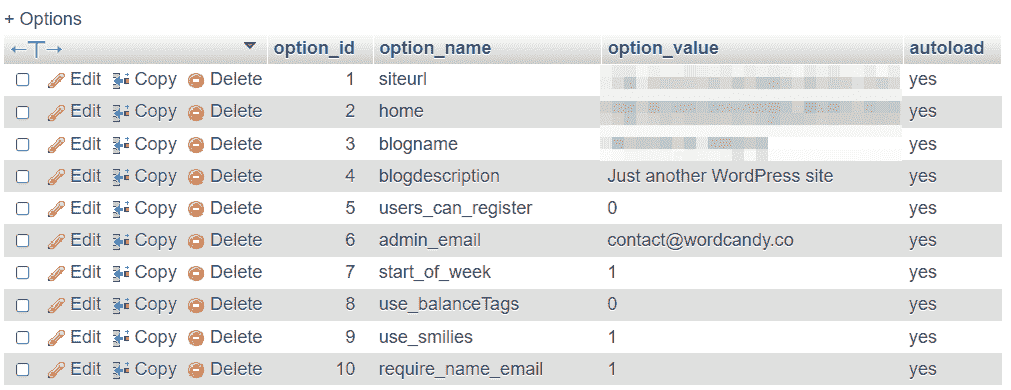 + Options
option_id option_name option_value autoload
Edit Copy Delete 1 siteurl yes
Edit Copy Delete 2 home yes
Edit Copy Delete 3 blogname yes
Edit Copy Delete 4 blogdescription Just another WordPress site yes
Edit Copy Delete 5 users_can_register 0 yes
Edit Copy Delete 6 admin_email contact@wordcandy.co yes
Edit Copy Delete 7 start_of_week 1 yes
Edit Copy Delete 8 use_balanceTags 0 yes
Edit Copy Delete 9 use_smilies 1 yes
Edit Copy Delete 10 require_name_email 1 yes